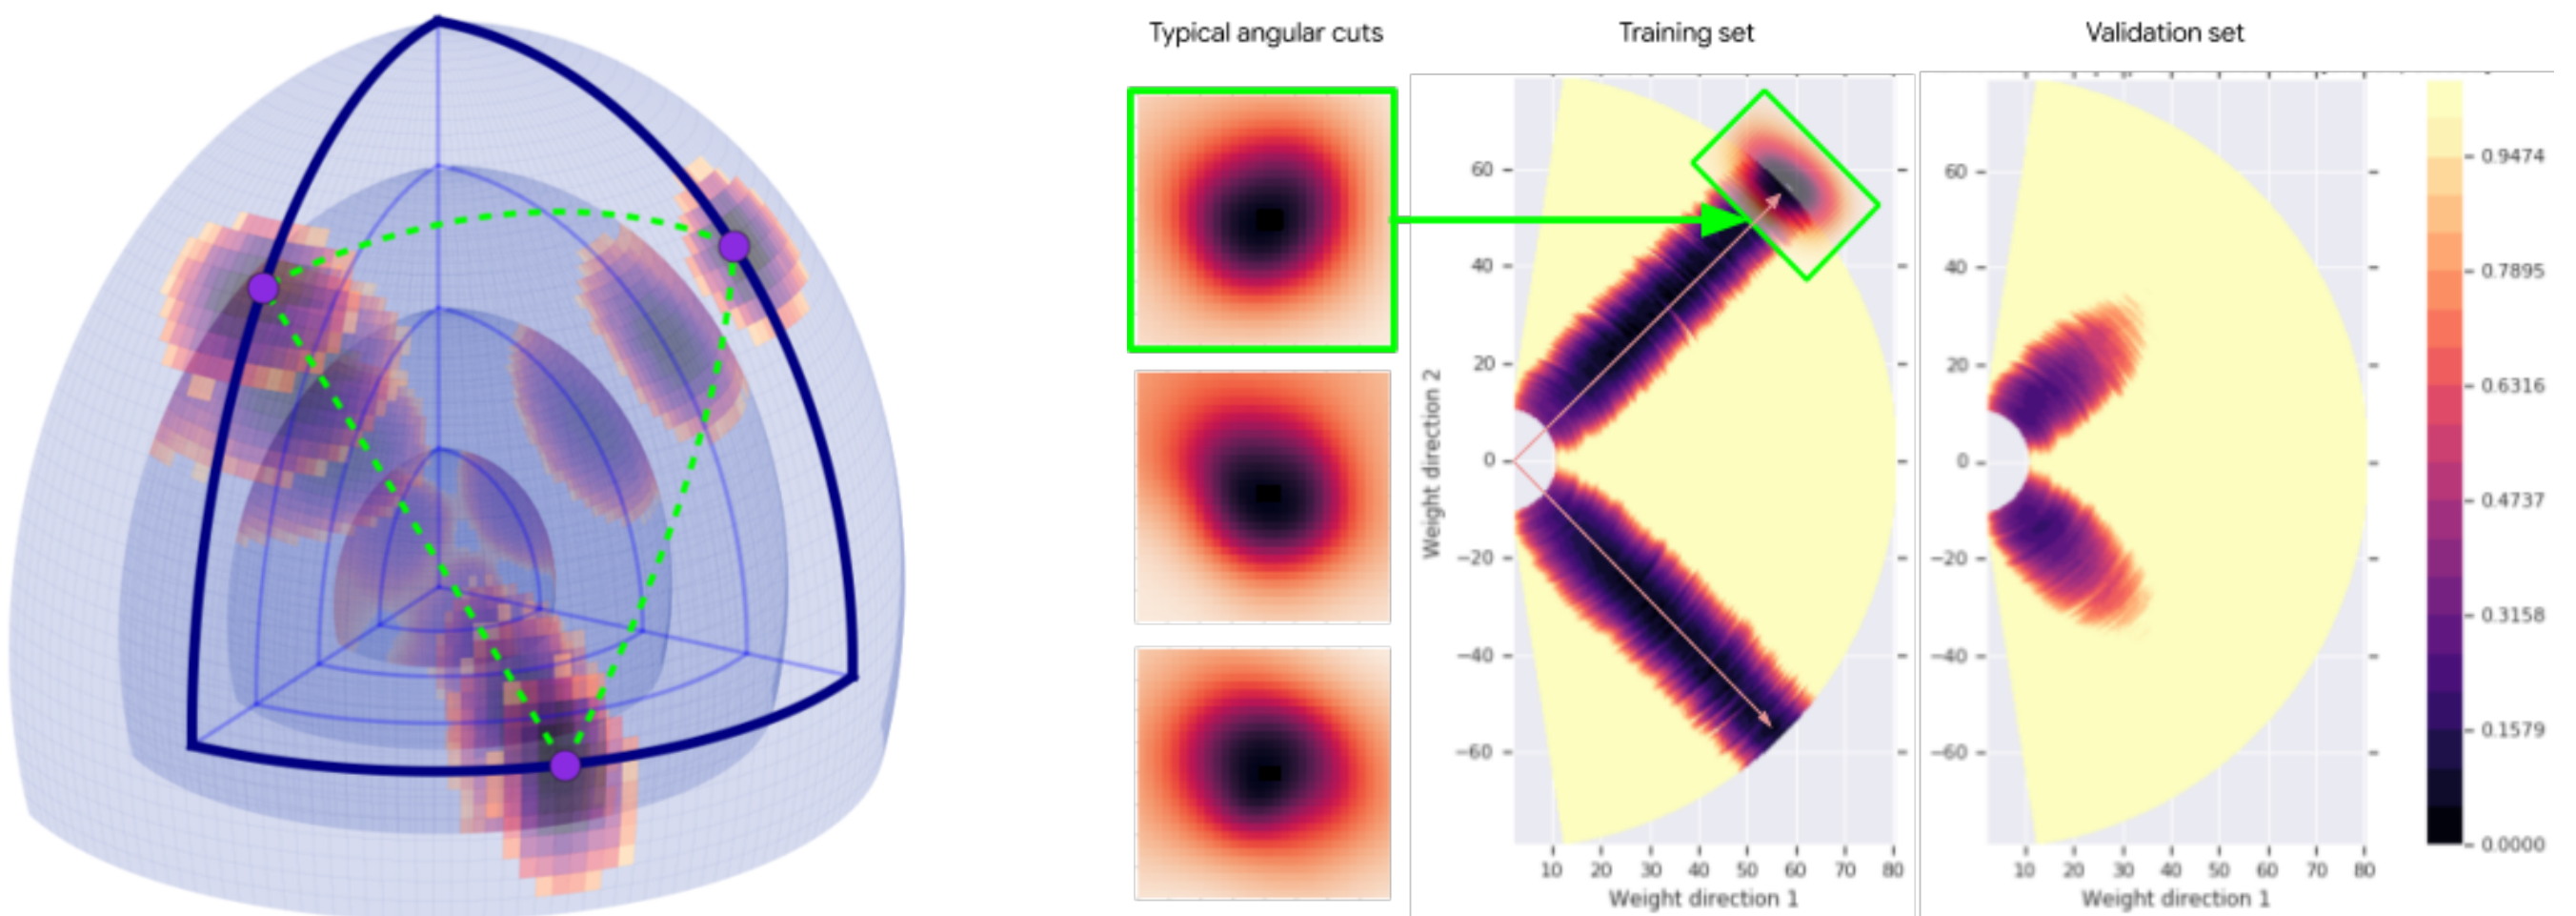 Typical angular cuts
Training set
Validation set
Weight direction 2
60
40
20
0
−20
−40
−60
10 20 30 40 50 60 70 80
Weight direction 1
60
40
20
0
−20
−40
−60
10 20 30 40 50 60 70 80
Weight direction 1
0.9474
0.7895
0.6316
0.4737
0.3158
0.1579
0.0000